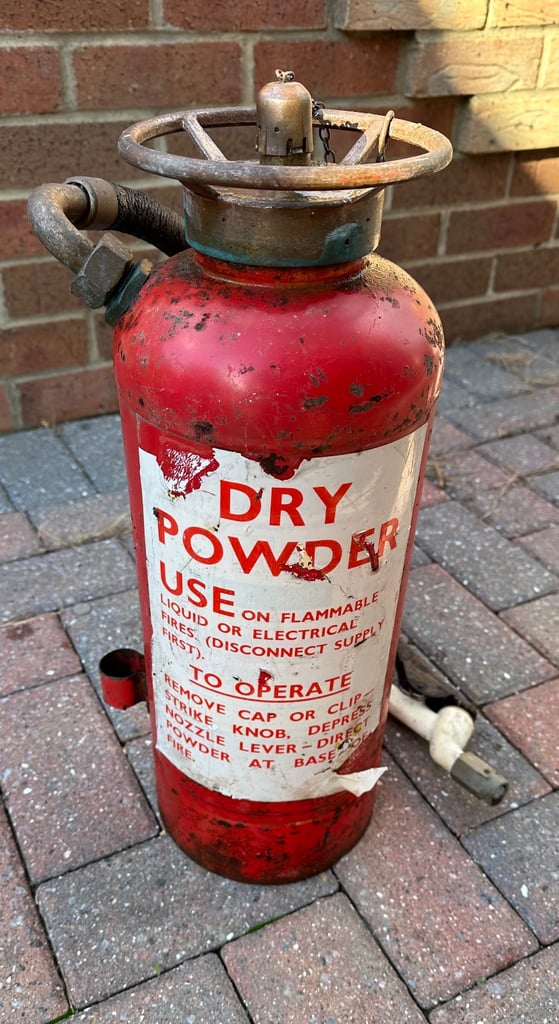 DRY
POWDER
USE ON FLAMMABLE
LIQUID OR ELECTRICAL
FIRES (DISCONNECT SUPPLY
FIRST).
TO OPERATE
REMOVE CAP OR CLIP–
STRIKE KNOB, DEPRESS
NOZZLE LEVER–DIRECT
POWDER AT BASE OF
FIRE.